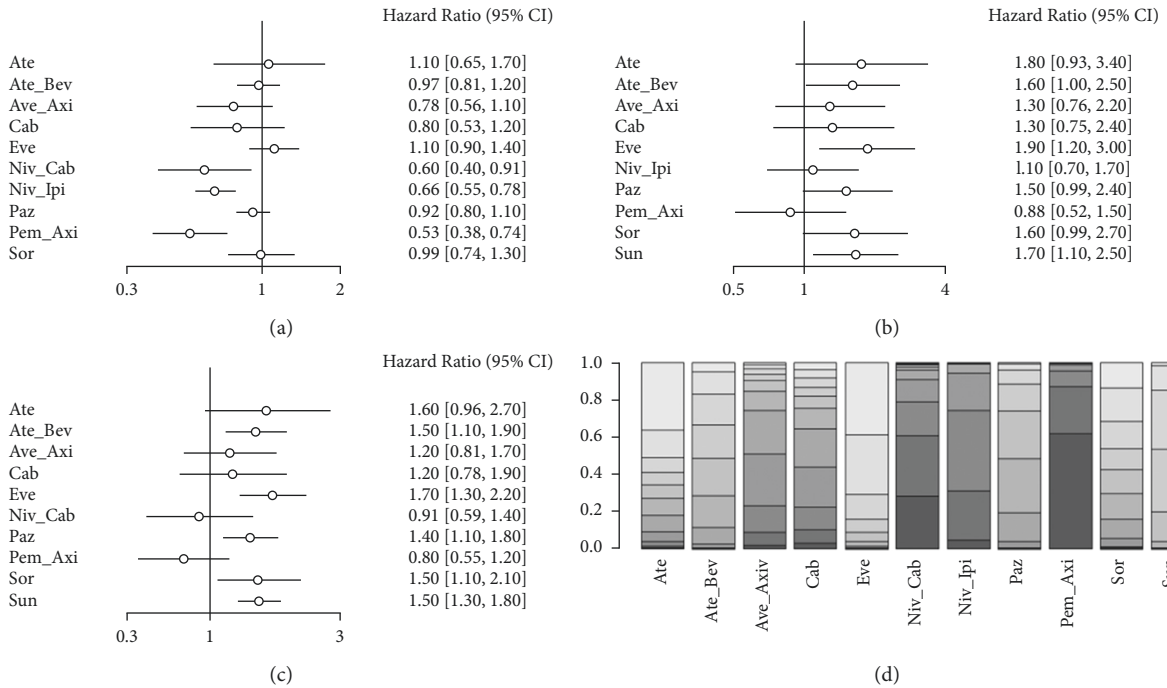 Hazard Ratio (95% CI)
Ate 1.10 [0.65, 1.70]
Ate_Bev 0.97 [0.81, 1.20]
Ave_Axi 0.78 [0.56, 1.10]
Cab 0.80 [0.53, 1.20]
Eve 1.10 [0.90, 1.40]
Niv_Cab 0.60 [0.40, 0.91]
Niv_Ipi 0.66 [0.55, 0.78]
Paz 0.92 [0.80, 1.10]
Pem_Axi 0.53 [0.38, 0.74]
Sor 0.99 [0.74, 1.30]
0.3 1 2
(a)
Hazard Ratio (95% CI)
Ate 1.80 [0.93, 3.40]
Ate_Bev 1.60 [1.00, 2.50]
Ave_Axi 1.30 [0.76, 2.20]
Cab 1.30 [0.75, 2.40]
Eve 1.90 [1.20, 3.00]
Niv_Ipi l.10 [0.70, 1.70]
Paz 1.50 [0.99, 2.40]
Pem_Axi 0.88 [0.52, 1.50]
Sor 1.60 [0.99, 2.70]
Sun 1.70 [1.10, 2.50]
0.5 1 4
(b)
Hazard Ratio (95% CI)
Ate 1.60 [0.96, 2.70]
Ate_Bev 1.50 [1.10, 1.90]
Ave_Axi 1.20 [0.81, 1.70]
Cab 1.20 [0.78, 1.90]
Eve 1.70 [1.30, 2.20]
Niv_Cab 0.91 [0.59, 1.40]
Paz 1.40 [1.10, 1.80]
Pem_Axi 0.80 [0.55, 1.20]
Sor 1.50 [1.10, 2.10]
Sun 1.50 [1.30, 1.80]
0.3 1 3
(c)
1.0
0.8
0.6
0.4
0.2
0.0
Ate
Ate_Bev
Ave_Axiv
Cab
Eve
Niv_Cab
Niv_Ipi
Paz
Pem_Axi
Sor
(d)